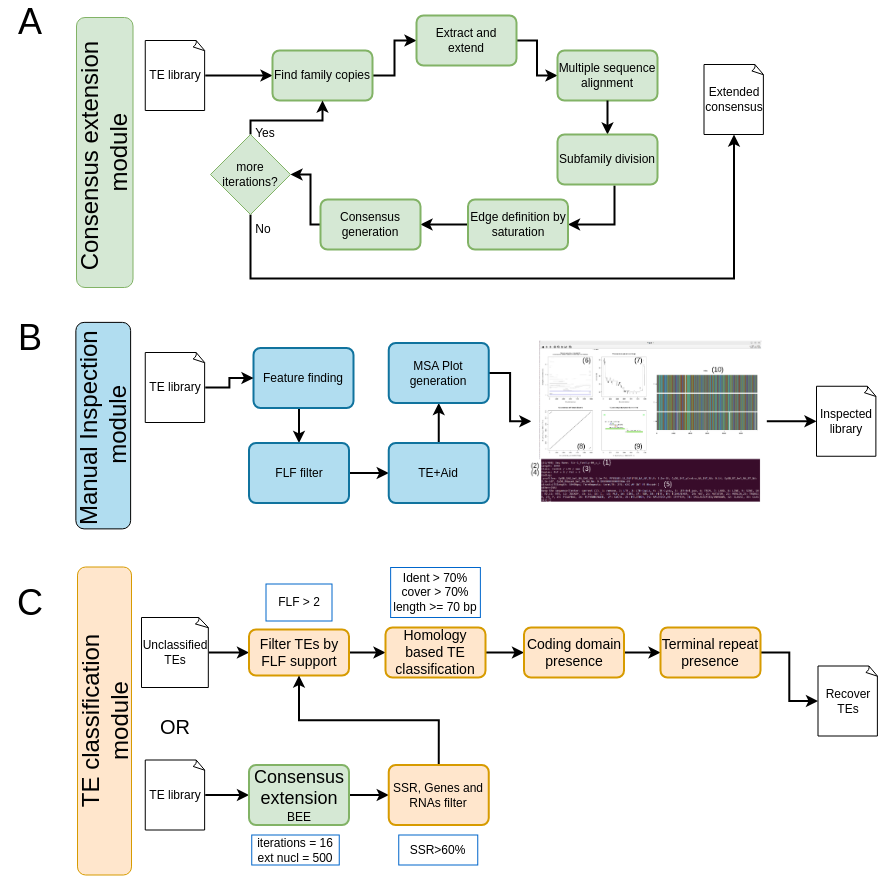 A
Consensus extension
module
TE library
Find family copies
Extract and
extend
Multiple sequence
alignment
Subfamily division
Edge definition by
saturation
Consensus
generation
more
iterations?
Yes
No
Extended
consensus
B
Manual Inspection
module
TE library
Feature finding
FLF filter
TE+Aid
MSA Plot
generation
(6)
(7)
(10)
(8)
(9)
(1)
(2)
(3)
(4)
(5)
Inspected
library
C
TE classification
module
Unclassified
TEs
FLF > 2
Filter TEs by
FLF support
Ident > 70%
cover > 70%
length >= 70 bp
Homology
based TE
classification
Coding domain
presence
Terminal repeat
presence
Recover
TEs
OR
TE library
Consensus
extension
BEE
iterations = 16
ext nucl = 500
SSR, Genes and
RNAs filter
SSR>60%